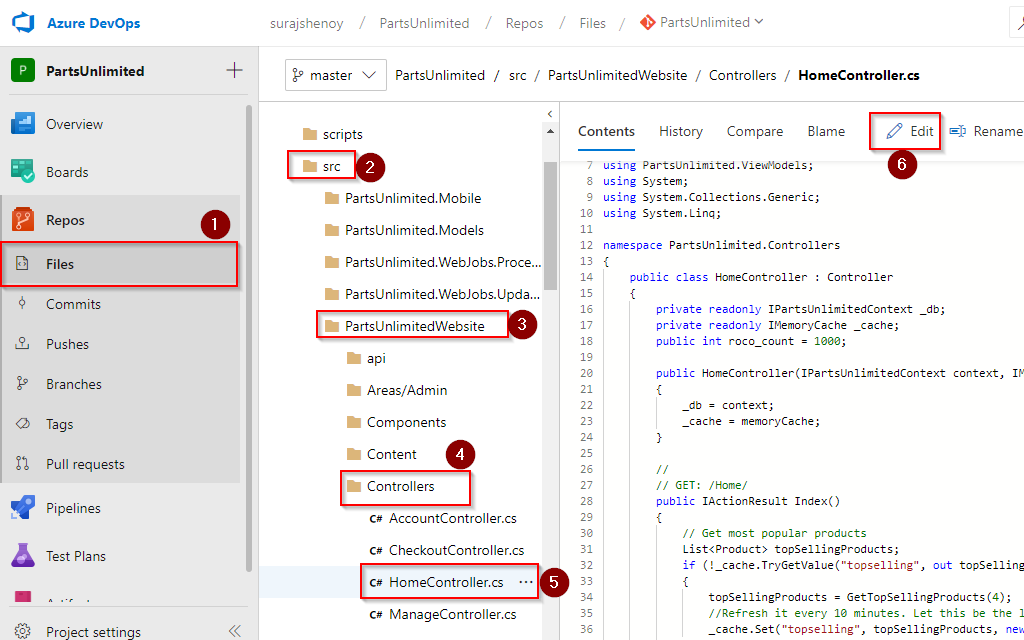 Azure DevOps
surajshenoy / PartsUnlimited / Repos / Files / PartsUnlimited
P PartsUnlimited
master PartsUnlimited / src / PartsUnlimitedWebsite / Controllers / HomeController.cs
Overview
Boards
Repos
1
Files
Commits
Pushes
Branches
Tags
Pull requests
Pipelines
Test Plans
Project settings
scripts
src 2
PartsUnlimited.Mobile
PartsUnlimited.Models
PartsUnlimited.WebJobs.Proce...
PartsUnlimited.WebJobs.Upda...
PartsUnlimitedWebsite 3
api
Areas/Admin
Components
Content 4
Controllers
C# AccountController.cs
C# CheckoutController.cs
C# HomeController.cs ... 5
C# ManageController.cs
Contents History Compare Blame Edit Rename
6
7 using PartsUnlimited.ViewModels;
8 using System;
9 using System.Collections.Generic;
10 using System.Linq;
11
12 namespace PartsUnlimited.Controllers
13 {
14 public class HomeController : Controller
15 {
16 private readonly IPartsUnlimitedContext _db;
17 private readonly IMemoryCache _cache;
18 public int roco_count = 1000;
19
20 public HomeController(IPartsUnlimitedContext context, IM
21 {
22 _db = context;
23 _cache = memoryCache;
24 }
25
26 //
27 // GET: /Home/
28 public IActionResult Index()
29 {
30 // Get most popular products
31 List<Product> topSellingProducts;
32 if (!_cache.TryGetValue("topselling", out topSelling
33 {
34 topSellingProducts = GetTopSellingProducts(4);
35 //Refresh it every 10 minutes. Let this be the l
36 _cache.Set("topselling", topSellingProducts, new